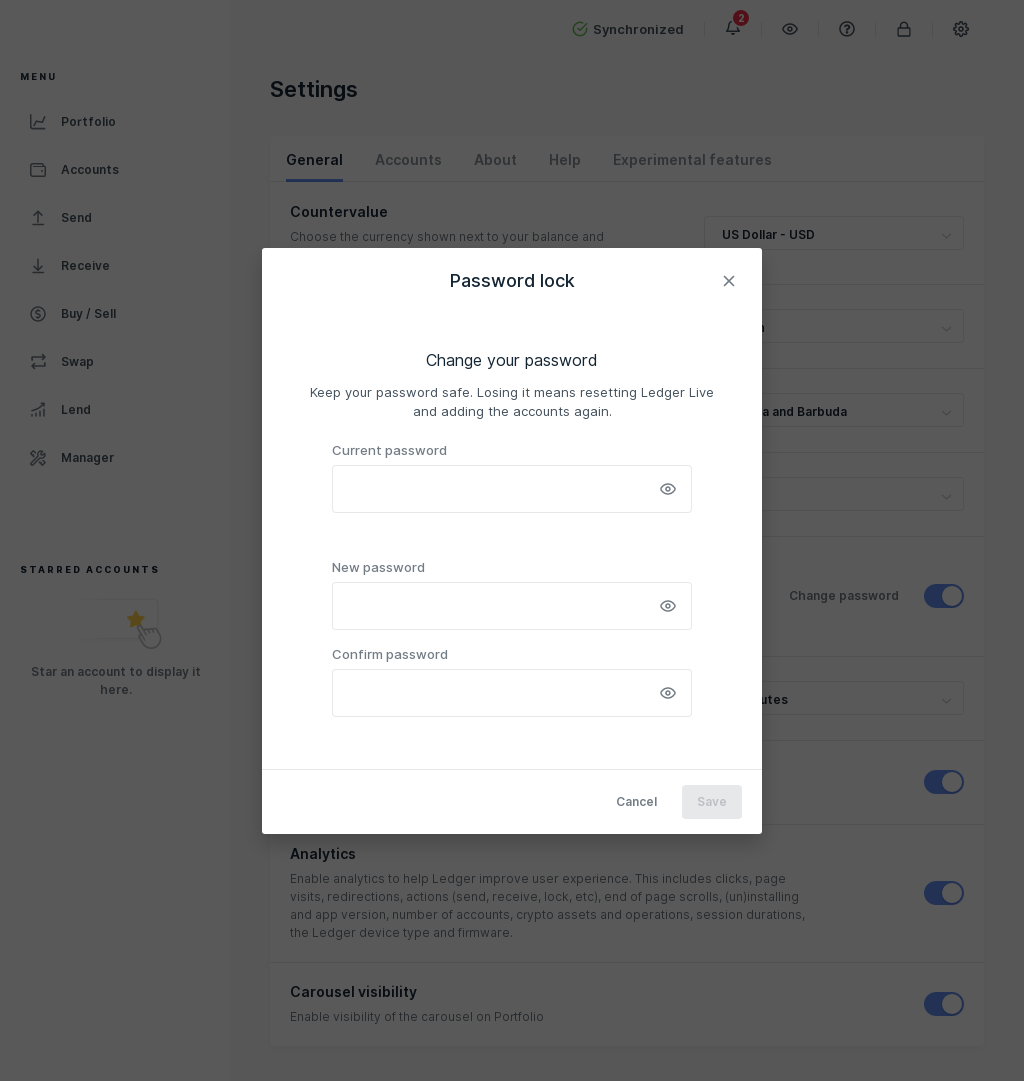 Synchronized
2
MENU
Portfolio
Accounts
Send
Receive
Buy / Sell
Swap
Lend
Manager
STARRED ACCOUNTS
Star an account to display it
here.
Settings
General
Accounts
About
Help
Experimental features
Countervalue
Choose the currency shown next to your balance and
US Dollar - USD
and Barbuda
Change password
Password lock
Change your password
Keep your password safe. Losing it means resetting Ledger Live
and adding the accounts again.
Current password
New password
Confirm password
Cancel
Save
Analytics
Enable analytics to help Ledger improve user experience. This includes clicks, page
visits, redirections, actions (send, receive, lock, etc), end of page scrolls, (un)installing
and app version, number of accounts, crypto assets and operations, session durations,
the Ledger device type and firmware.
Carousel visibility
Enable visibility of the carousel on Portfolio